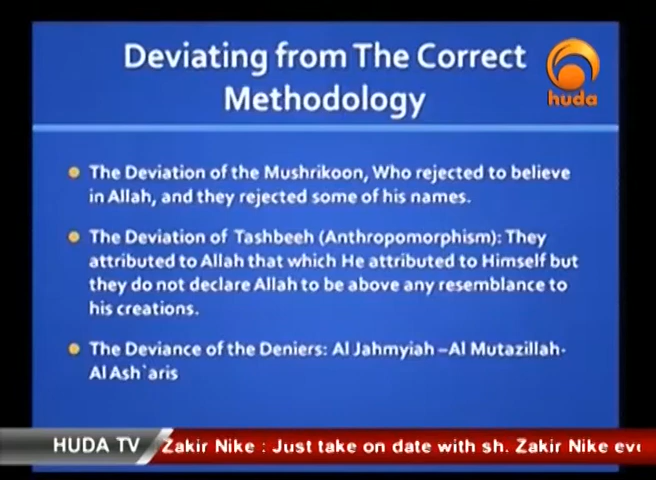 Deviating from The Correct
Methodology
huda
The Deviation of the Mushrikoon, Who rejected to believe
in Allah, and they rejected some of his names.
The Deviation of Tashbeeh (Anthropomorphism): They
attributed to Allah that which He attributed to Himself but
they do not declare Allah to be above any resemblance to
his creations.
The Deviance of the Deniers: Al Jahmyiah –Al Mutazillah-
Al Ash`aris
HUDA TV Zakir Nike : Just take on date with sh. Zakir Nike eve